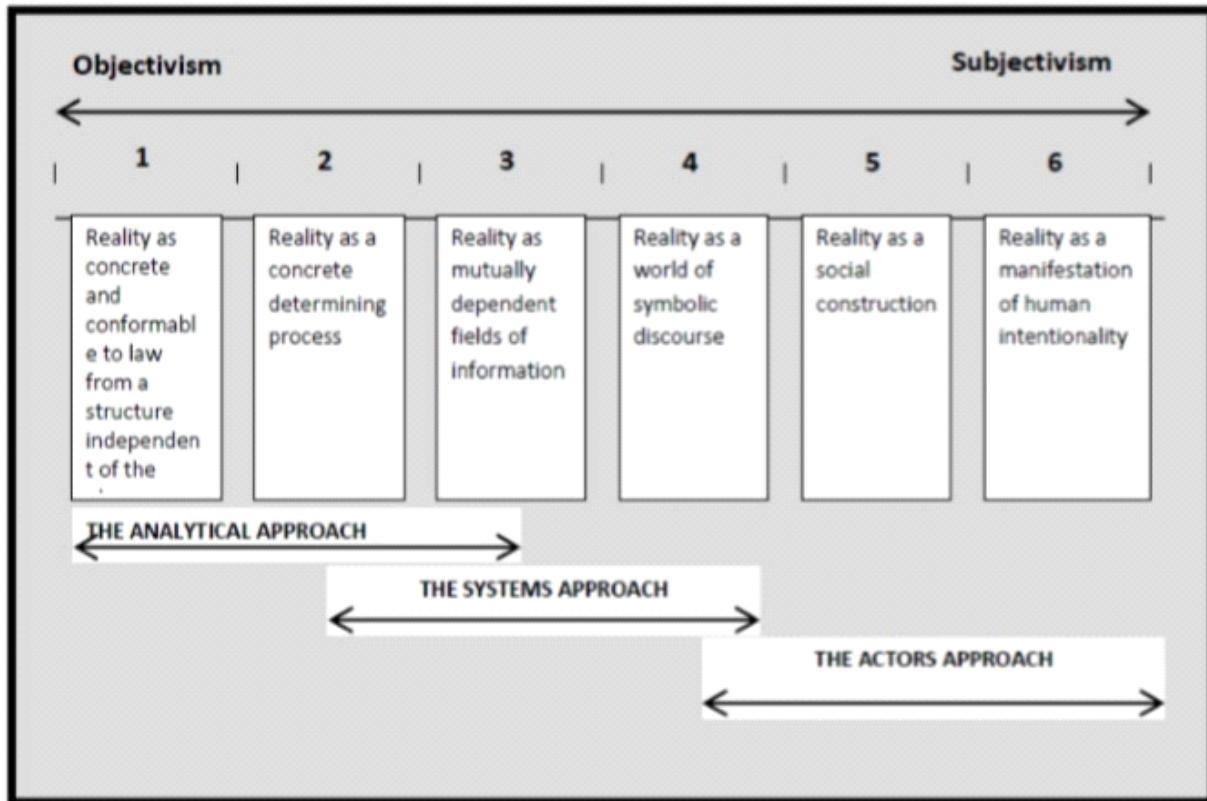 Objectivism
Subjectivism
1
2
3
4
5
6
Reality as
concrete
and
conformabl
e to law
from a
structure
independen
t of the
Reality as a
concrete
determining
process
Reality as
mutually
dependent
fields of
information
Reality as a
world of
symbolic
discourse
Reality as a
social
construction
Reality as a
manifestation
of human
intentionality
THE ANALYTICAL APPROACH
THE SYSTEMS APPROACH
THE ACTORS APPROACH